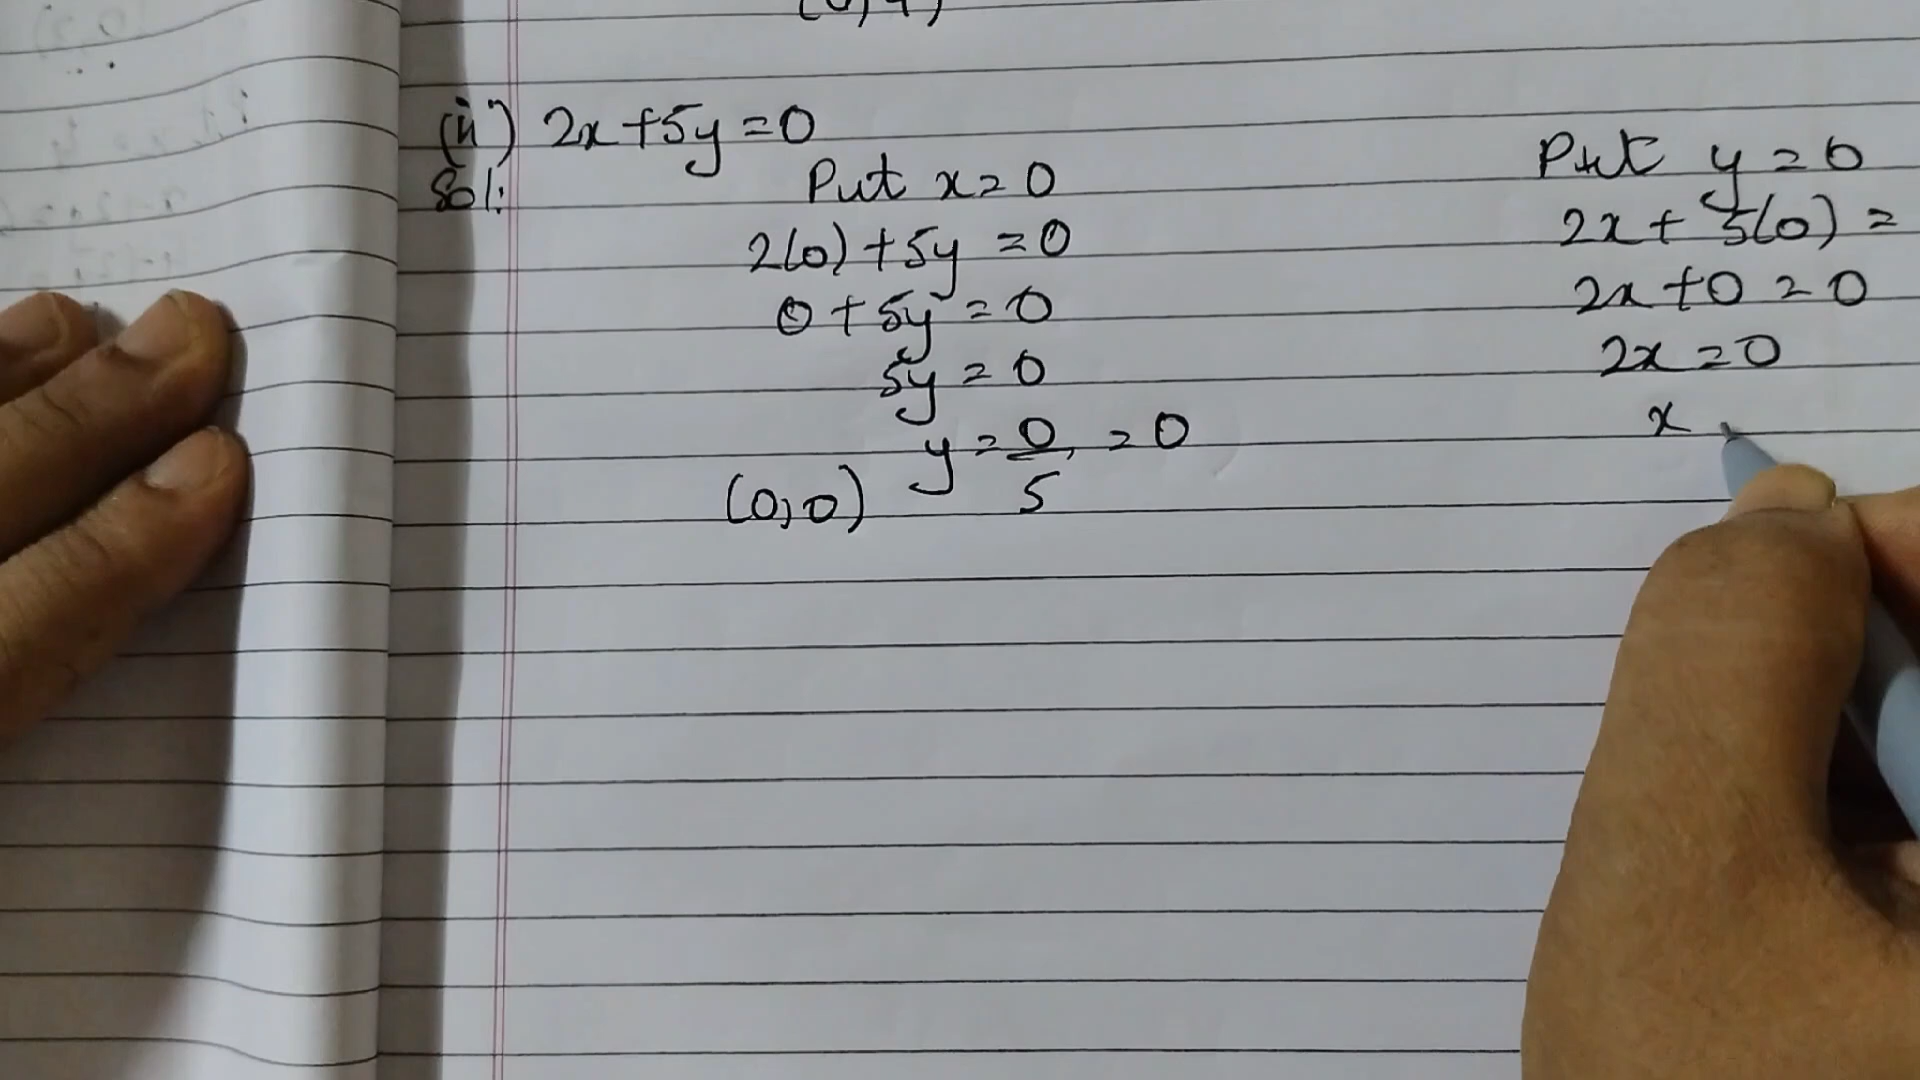 (ii) 2x+5y=0
Sol:
Put x=0
2(0)+5y=0
0+5y=0
5y=0
y=0/5=0
(0,0)
Put y=0
2x+5(0)=
2x+0=0
2x=0
x